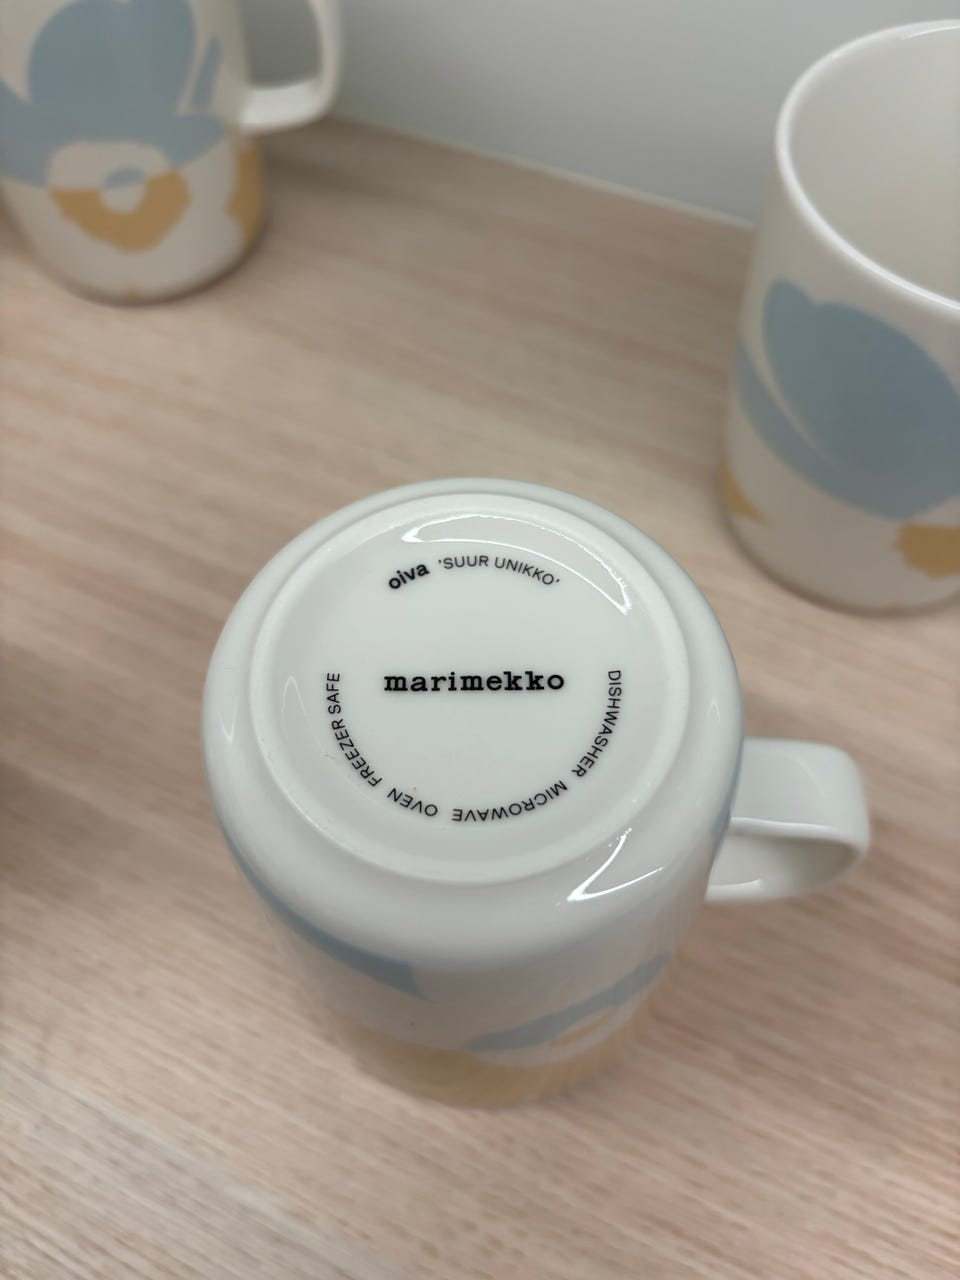 oiva 'SUUR UNIKKO'
marimekko
DISHWASHER MICROWAVE OVEN FREEZER SAFE